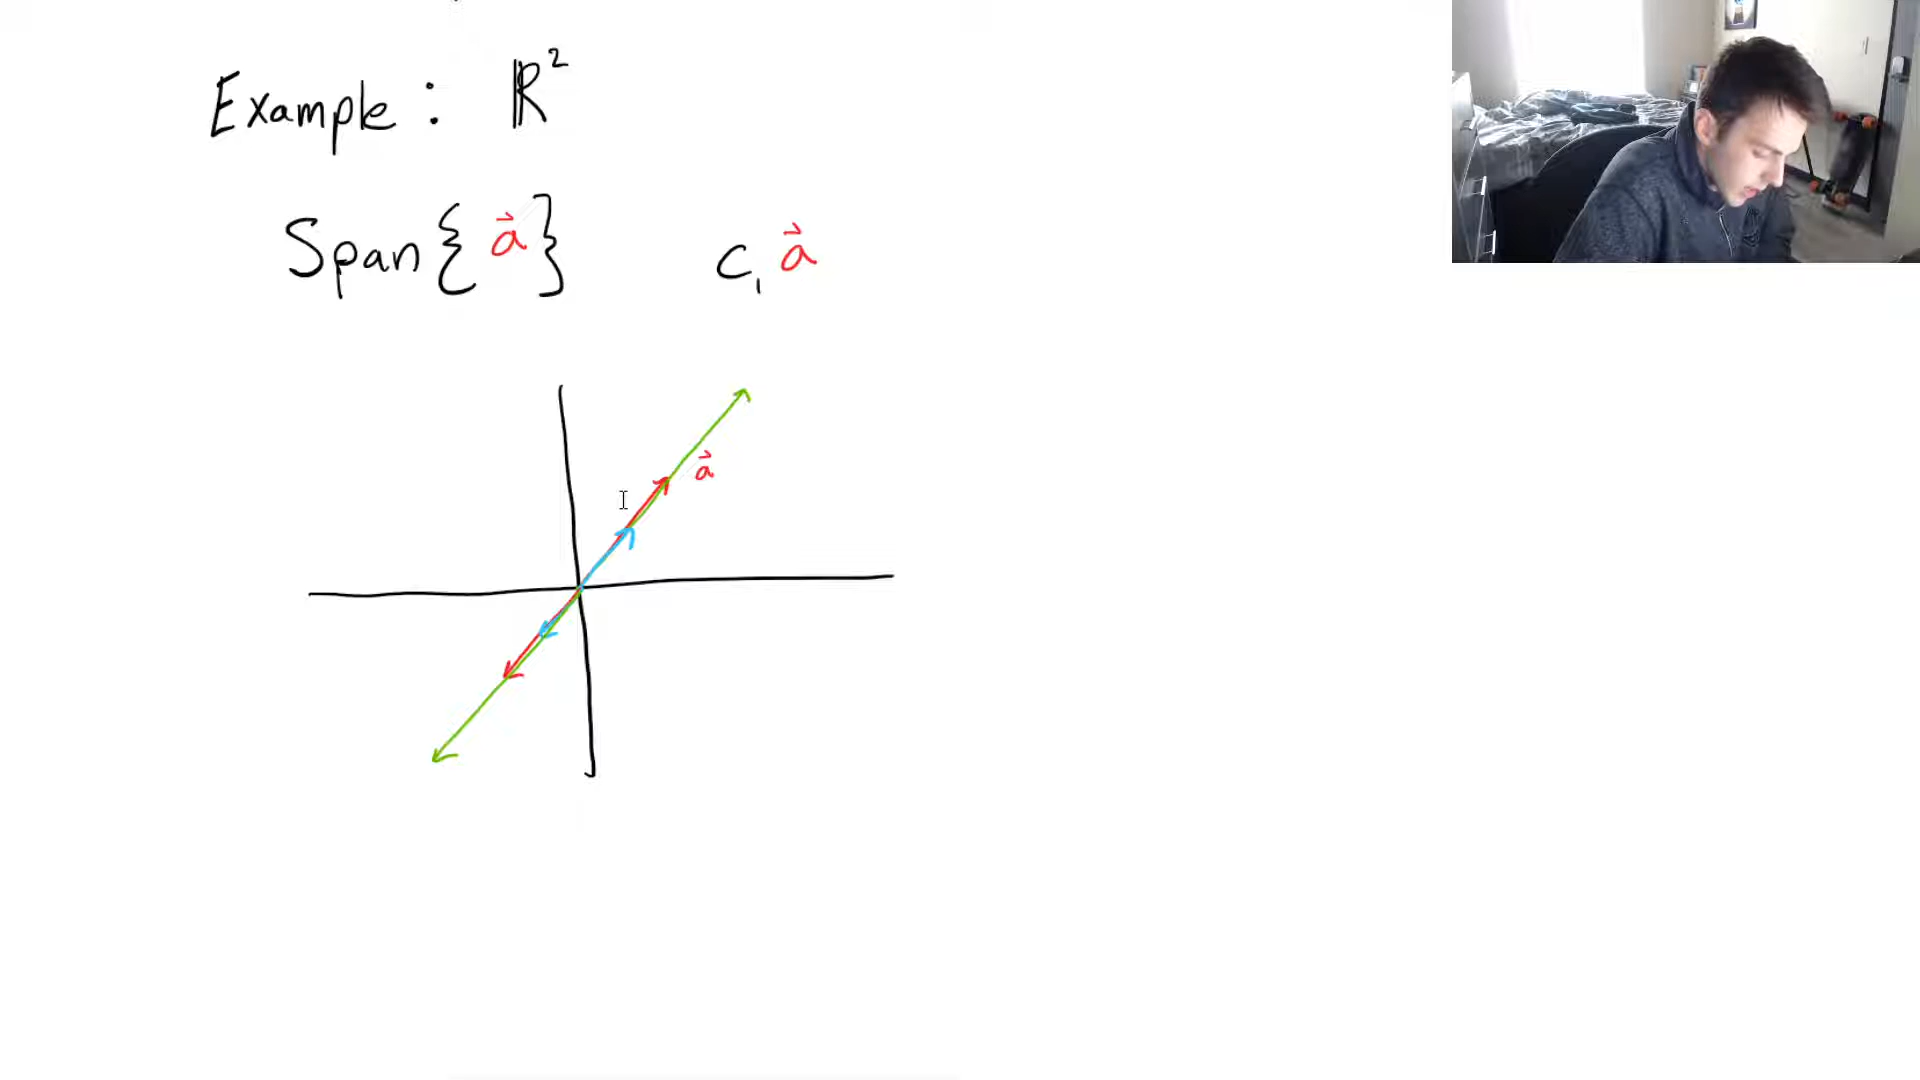 Example: ℝ²
Span{a⃗} c₁a⃗
a⃗